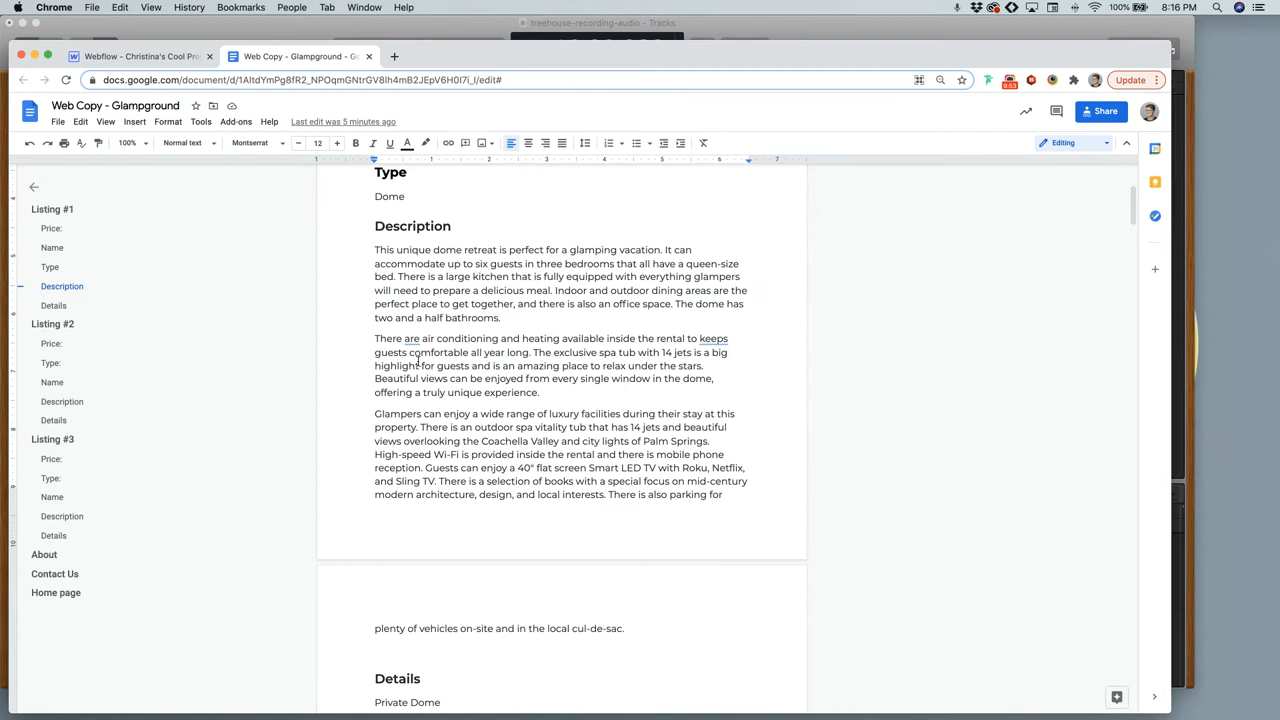 Chrome File Edit View History Bookmarks People Tab Window Help 100% 8:16 PM
treehouse-recording-audio - Tracks
Webflow - Christina's Cool Pro Web Copy - Glampground - Go
docs.google.com/document/d/1AItdYmPg8fR2_NPOqmGNtrGV8Ih4mB2JEpV6H0I7i_I/edit# 9:53 Update
Web Copy - Glampground
File Edit View Insert Format Tools Add-ons Help Last edit was 5 minutes ago Share
100% Normal text Montserrat 12 B I U A Editing
1 1 2 3 4 5 6 7
Listing #1
Price:
Name
Type
Description
Details
Listing #2
Price:
Type:
Name
Description
Details
Listing #3
Price:
Type:
Name
Description
Details
About
Contact Us
Home page
Type
Dome
Description
This unique dome retreat is perfect for a glamping vacation. It can
accommodate up to six guests in three bedrooms that all have a queen-size
bed. There is a large kitchen that is fully equipped with everything glampers
will need to prepare a delicious meal. Indoor and outdoor dining areas are the
perfect place to get together, and there is also an office space. The dome has
two and a half bathrooms.
There are air conditioning and heating available inside the rental to keeps
guests comfortable all year long. The exclusive spa tub with 14 jets is a big
highlight for guests and is an amazing place to relax under the stars.
Beautiful views can be enjoyed from every single window in the dome,
offering a truly unique experience.
Glampers can enjoy a wide range of luxury facilities during their stay at this
property. There is an outdoor spa vitality tub that has 14 jets and beautiful
views overlooking the Coachella Valley and city lights of Palm Springs.
High-speed Wi-Fi is provided inside the rental and there is mobile phone
reception. Guests can enjoy a 40" flat screen Smart LED TV with Roku, Netflix,
and Sling TV. There is a selection of books with a special focus on mid-century
modern architecture, design, and local interests. There is also parking for
plenty of vehicles on-site and in the local cul-de-sac.
Details
Private Dome